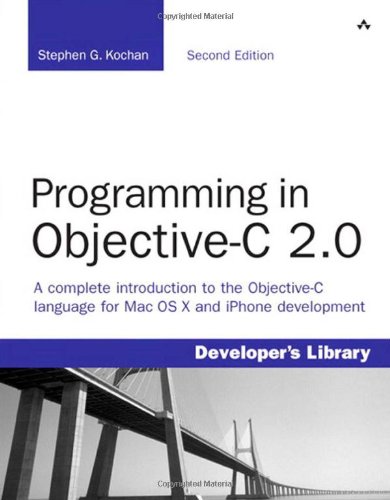 Stephen G. Kochan
Second Edition
Programming in
Objective-C 2.0
A complete introduction to the Objective-C
language for Mac OS X and iPhone development
Developer's Library
Copyrighted Material
Copyrighted Material